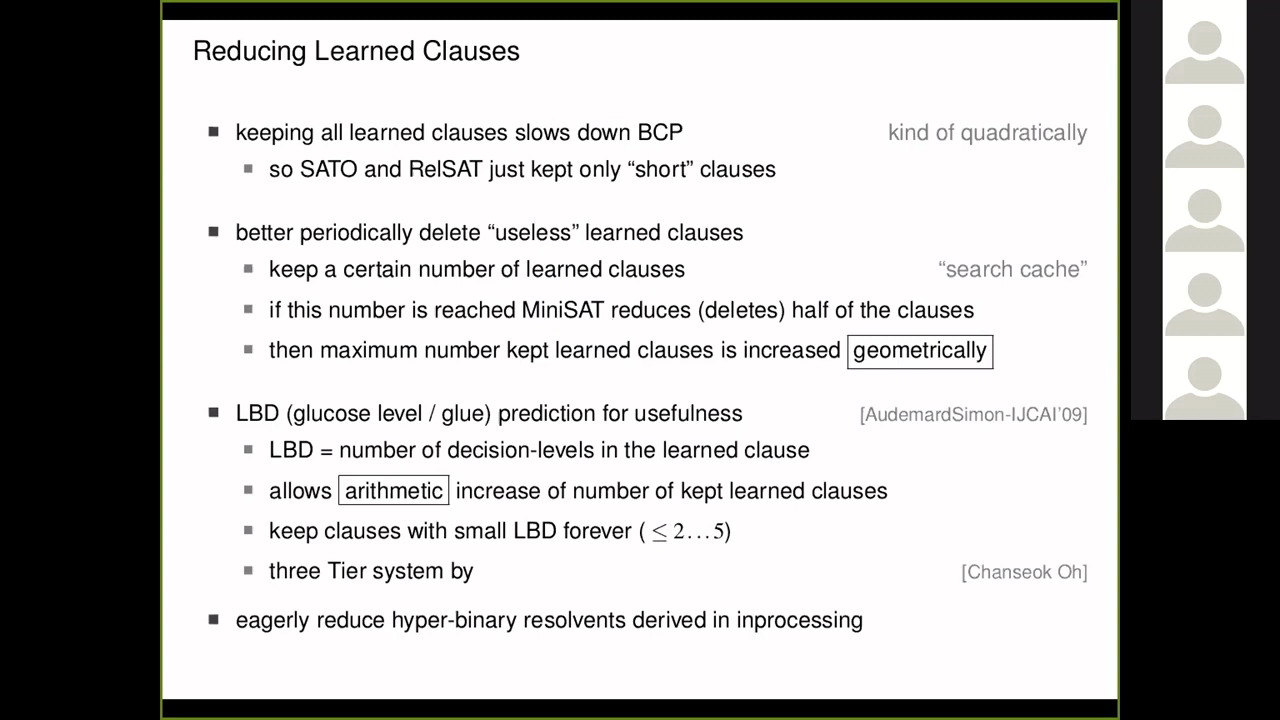 Reducing Learned Clauses
keeping all learned clauses slows down BCP kind of quadratically
so SATO and RelSAT just kept only “short” clauses
better periodically delete “useless” learned clauses
keep a certain number of learned clauses “search cache”
if this number is reached MiniSAT reduces (deletes) half of the clauses
then maximum number kept learned clauses is increased geometrically
LBD (glucose level / glue) prediction for usefulness [AudemardSimon-IJCAI’09]
LBD = number of decision-levels in the learned clause
allows arithmetic increase of number of kept learned clauses
keep clauses with small LBD forever ( ≤ 2…5)
three Tier system by [Chanseok Oh]
eagerly reduce hyper-binary resolvents derived in inprocessing